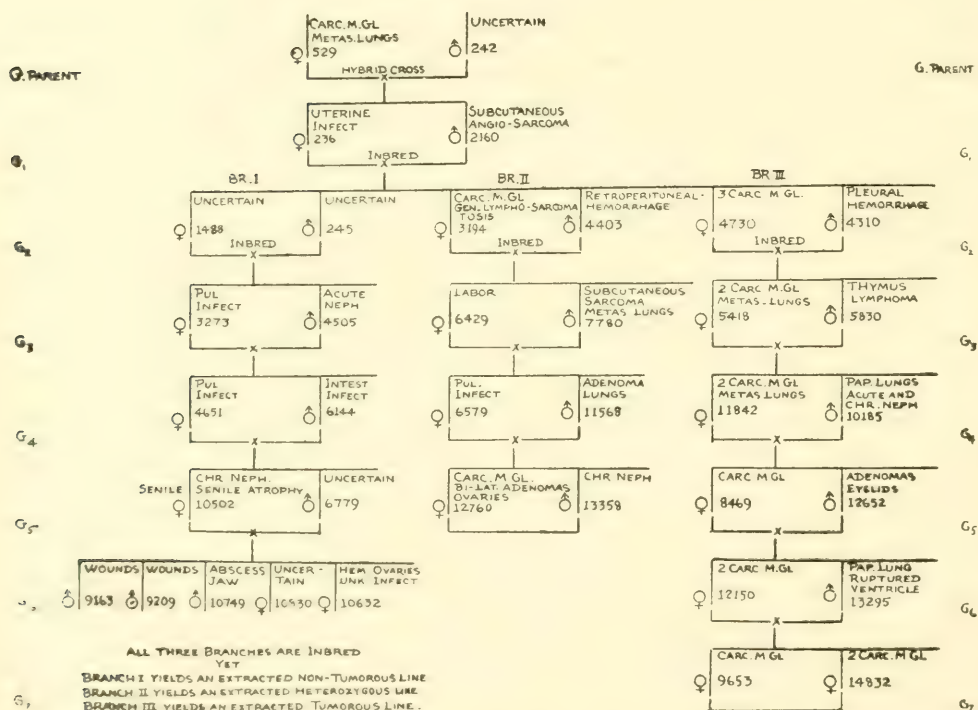 CARC. M. GL
METAS. LUNGS
♀ 529
UNCERTAIN
♂ 242
HYBRID CROSS
x
G. PARENT
G. PARENT
UTERINE
INFECT
♀ 236
SUBCUTANEOUS
ANGIO-SARCOMA
♂ 2160
INBRED
x
G1
G1
BR. I
BR. II
BR III
UNCERTAIN
♀ 1488
UNCERTAIN
♂ 245
INBRED
x
CARC. M. GL
GEN. LYMPHO-SARCOMA
TOSIS
♀ 3194
RETROPERITONEAL-
HEMORRHAGE
♂ 4403
INBRED
x
3 CARC M GL.
♀ 4730
PLEURAL
HEMORRHAGE
♂ 4310
INBRED
x
G2
G2
PUL
INFECT
♀ 3273
ACUTE
NEPH
♂ 4505
x
LABOR
♀ 6429
SUBCUTANEOUS
SARCOMA
METAS LUNGS
♂ 7780
x
2 CARC M.GL
METAS. LUNGS
♀ 5418
THYMUS
LYMPHOMA
♂ 5830
x
G3
G3
PUL
INFECT
♀ 4651
INTEST
INFECT
♂ 6144
x
PUL.
INFECT
♀ 6579
ADENOMA
LUNGS
♂ 11568
x
2 CARC. M GL
METAS. LUNGS
♀ 11842
PAP. LUNGS
ACUTE AND
CHR. NEPH
♂ 10185
x
G4
G4
SENILE
CHR NEPH.
SENILE ATROPHY
♀ 10502
UNCERTAIN
♂ 6779
x
CARC. M GL.
BI-LAT. ADENOMAS
OVARIES
♀ 12760
CHR NEPH
♂ 13358
CARC M GL
♀ 8469
ADENOMAS
EYELIDS
♂ 12652
x
G5
G5
WOUNDS
♂ 9163
WOUNDS
♂ 9209
ABSCESS
JAW
♂ 10749
UNCER-
TAIN
♀
HEM OVARIES
UNK INFECT
♀ 10632
2 CARC M.GL
♀ 12150
PAP. LUNG
RUPTURED
VENTRICLE
♂ 13295
x
G6
CARC. M GL
♀ 9653
2 CARC. M. GL
♀ 14832
ALL THREE BRANCHES ARE INBRED
YET
BRANCH I YIELDS AN EXTRACTED NON-TUMOROUS LINE
BRANCH II YIELDS AN EXTRACTED HETEROZYGOUS LINE
BRANCH III YIELDS AN EXTRACTED TUMOROUS LINE.
G7
G7